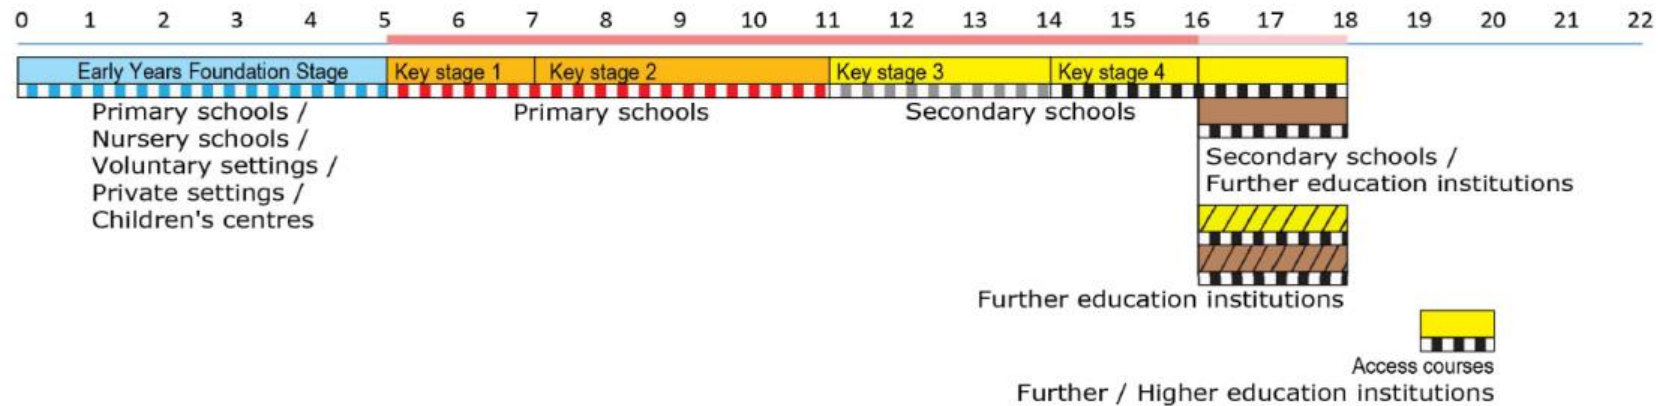 0 1 2 3 4 5 6 7 8 9 10 11 12 13 14 15 16 17 18 19 20 21 22
Early Years Foundation Stage Key stage 1 Key stage 2 Key stage 3 Key stage 4
Primary schools /
Nursery schools /
Voluntary settings /
Private settings /
Children's centres
Primary schools
Secondary schools
Secondary schools /
Further education institutions
Further education institutions
Access courses
Further / Higher education institutions